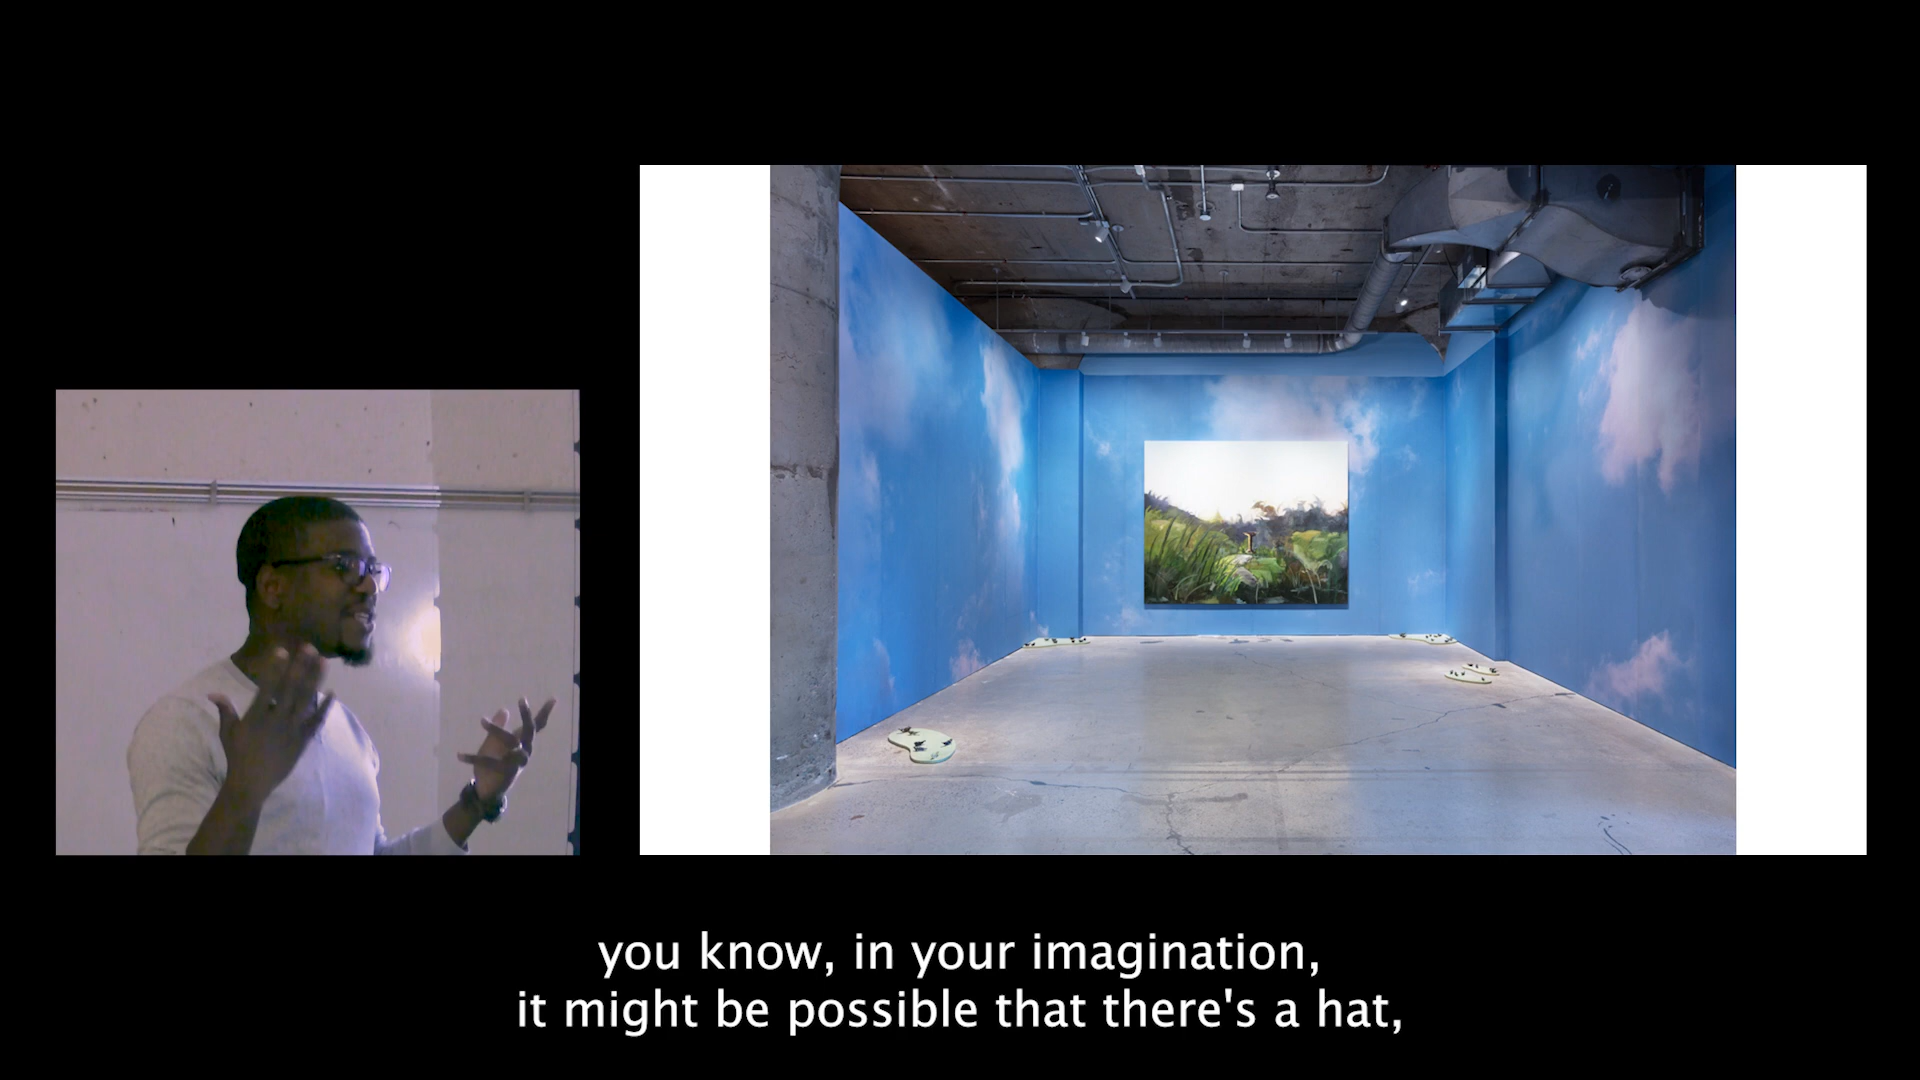 you know, in your imagination,
it might be possible that there's a hat,